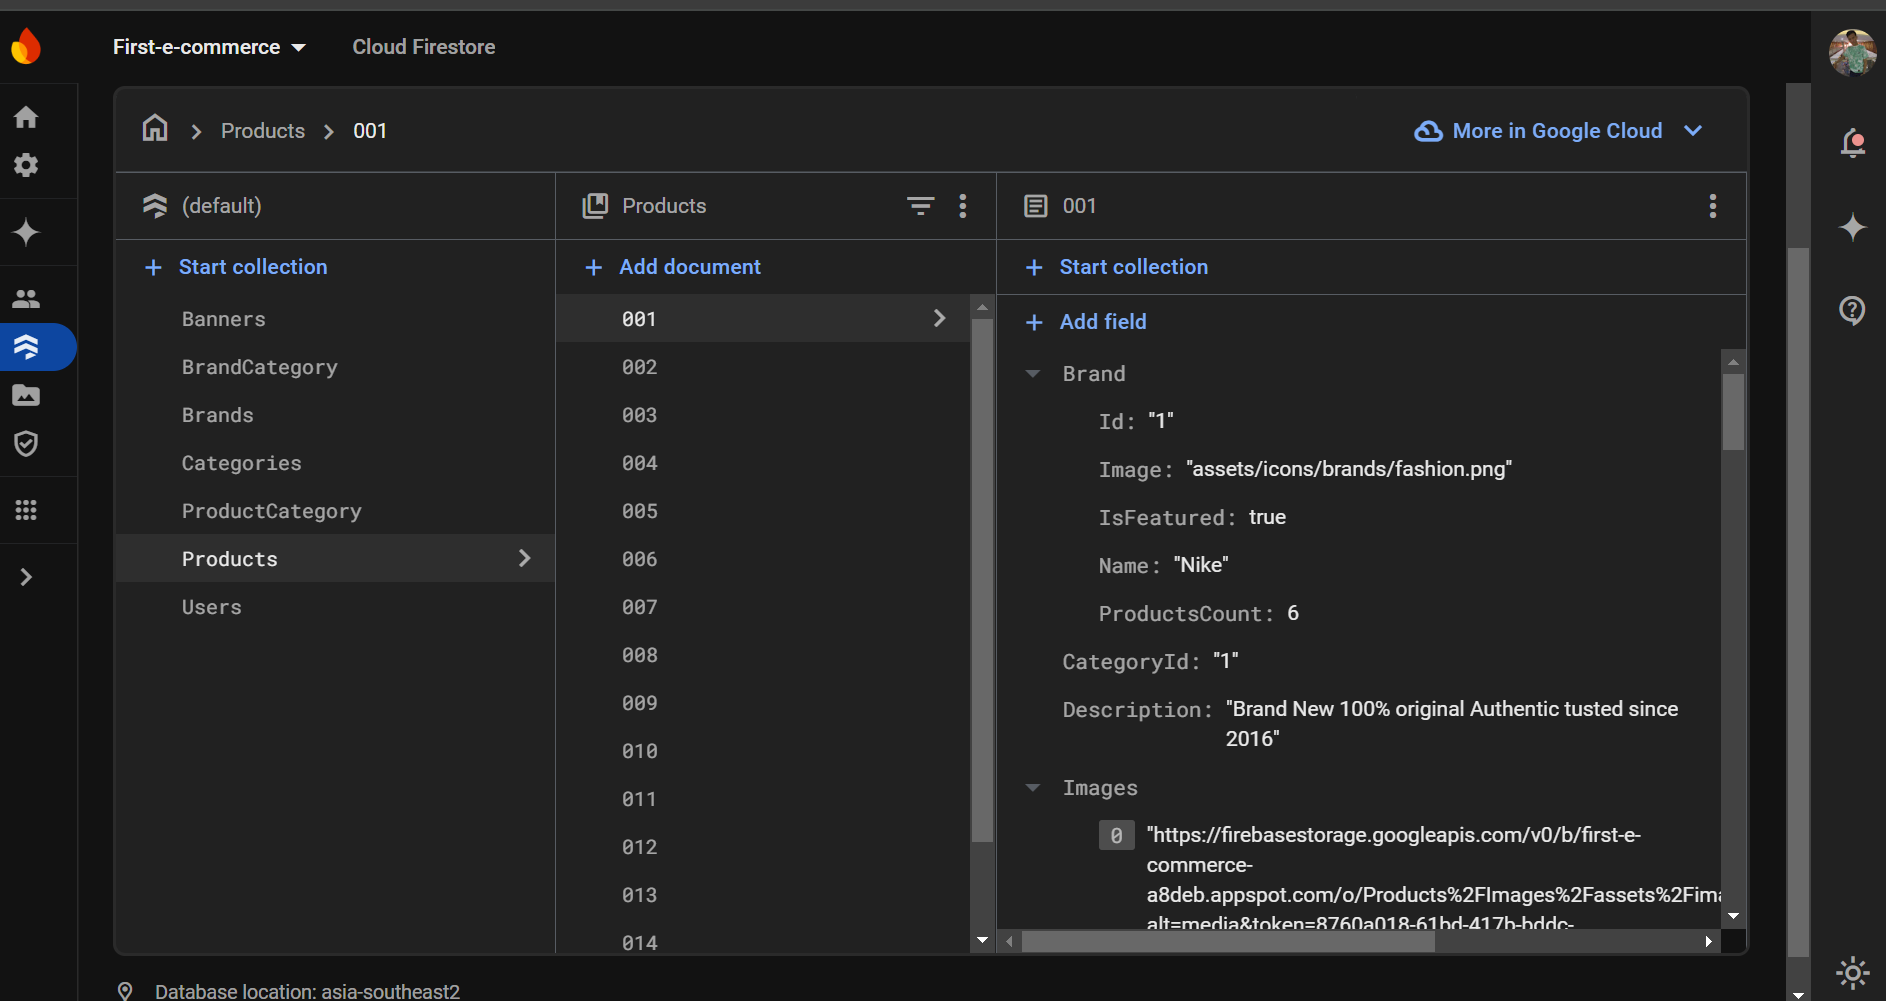 First-e-commerce
Cloud Firestore
Products
001
More in Google Cloud
(default)
Products
001
Start collection
Add document
Start collection
Banners
BrandCategory
Brands
Categories
ProductCategory
Products
Users
001
002
003
004
005
006
007
008
009
010
011
012
013
014
Add field
Brand
Id: "1"
Image: "assets/icons/brands/fashion.png"
IsFeatured: true
Name: "Nike"
ProductsCount: 6
CategoryId: "1"
Description: "Brand New 100% original Authentic tusted since
2016"
Images
0 "https://firebasestorage.googleapis.com/v0/b/first-e-
commerce-
a8deb.appspot.com/o/Products%2FImages%2Fassets%2Fima
alt=media&token=8760a018-61bd-417b-bddc-
Database location: asia-southeast2